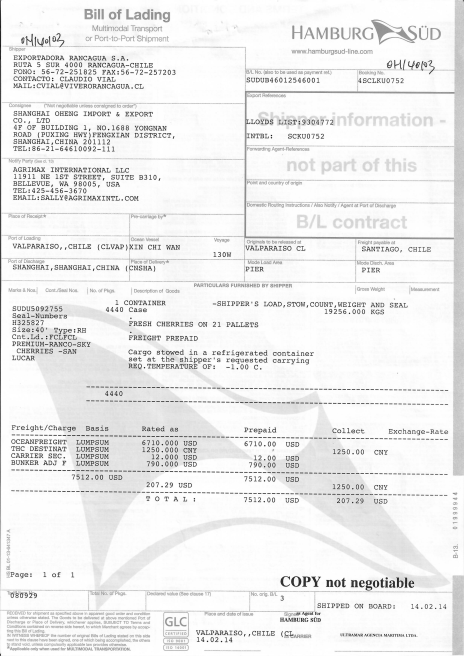 Bill of Lading
Multimodal Transport
or Port-to-Port Shipment
HAMBURG SÜD
www.hamburgsud-line.com
Shipper
EXPORTADORA RANCAGUA S.A.
RUTA 5 SUR 4000 RANCAGUA-CHILE
FONO: 56-72-251825 FAX:56-72-257203
CONTACTO: CLAUDIO VIAL
MAIL:CVIAL@VIVERORANCAGUA.CL
B/L No. (also to be used as payment ref.)
SUDUB46012546001
Booking No.
4SCLKU0752
Export References
Shipper information -
not part of this
B/L contract
LLOYDS LIST:9304772
INTBL: SCKU0752
Consignee (*Not negotiable unless consigned to order*)
SHANGHAI OHENG IMPORT & EXPORT
CO., LTD
4F OF BUILDING 1, NO.1688 YONGNAN
ROAD (PUXING HWY)FENGXIAN DISTRICT,
SHANGHAI,CHINA 201112
TEL:86-21-64610092-111
Forwarding Agent-References
Notify Party
AGRIMAX INTERNATIONAL LLC
11911 NE 1ST STREET, SUITE B310,
BELLEVUE, WA 98005, USA
TEL:425-456-3670
EMAIL:SALLY@AGRIMAXINTL.COM
Point and country of origin
Domestic Routing/Instructions / Also Notify / Agent at Port of Discharge
Place of Receipt*
Pre-carriage by*
Port of Loading
VALPARAISO,,CHILE (CLVAP)
Ocean Vessel
XIN CHI WAN
Voyage
130W
Originals to be released at
VALPARAISO CL
Freight payable at
SANTIAGO, CHILE
Port of Discharge
SHANGHAI,SHANGHAI,CHINA (CNSHA)
Place of Delivery*
Mode Load Area
PIER
Mode Disch. Area
PIER
PARTICULARS FURNISHED BY SHIPPER
Marks & Nos. Cont./Seal Nos. No. of Pkgs. Description of Goods Gross Weight Measurement
1 CONTAINER -SHIPPER'S LOAD,STOW,COUNT,WEIGHT AND SEAL
SUDU5092755 4440 Case 19256.000 KGS
Seal-Numbers .
H325827 FRESH CHERRIES ON 21 PALLETS
Size:40' Type:RH .
Cnt.Ld.:FCLFCL FREIGHT PREPAID
PREMIUM-RANCO-SKY .
CHERRIES -SAN Cargo stowed in a refrigerated container
LUCAR set at the shipper's requested carrying
REQ.TEMPERATURE OF: -1.00 C.
4440
Freight/Charge Basis Rated as Prepaid Collect Exchange-Rate
OCEANFREIGHT LUMPSUM 6710.000 USD 6710.00 USD
THC DESTINAT LUMPSUM 1250.000 CNY 1250.00 CNY
CARRIER SEC. LUMPSUM 12.000 USD 12.00 USD
BUNKER ADJ F LUMPSUM 790.000 USD 790.00 USD
7512.00 USD 7512.00 USD
207.29 USD 1250.00 CNY
T O T A L : 7512.00 USD 207.29 USD
Page: 1 of 1
COPY not negotiable
080929
Total No. of Pkgs.
Declared value (See clause 17)
No. orig. B/L
3
SHIPPED ON BOARD: 14.02.14
GLC
CERTIFIED
Place and date of issue
VALPARAISO,,CHILE (CL
14.02.14
as Agent for
HAMBURG SÜD
ULTRAMAR AGENCIA MARITIMA LTDA.